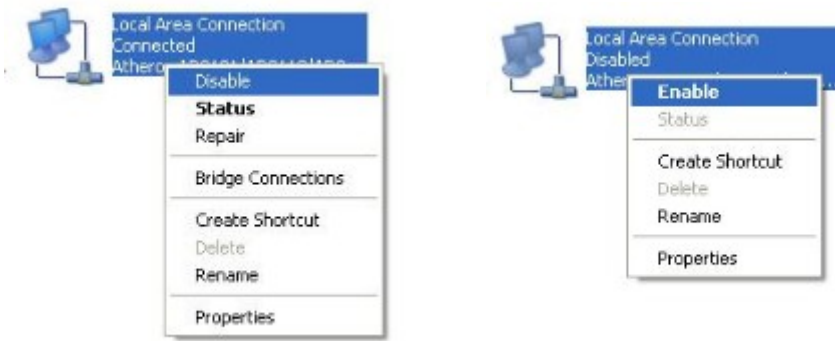 Local Area Connection
Connected
Disable
Status
Repair
Bridge Connections
Create Shortcut
Delete
Rename
Properties
Local Area Connection
Disabled
Enable
Status
Create Shortcut
Delete
Rename
Properties